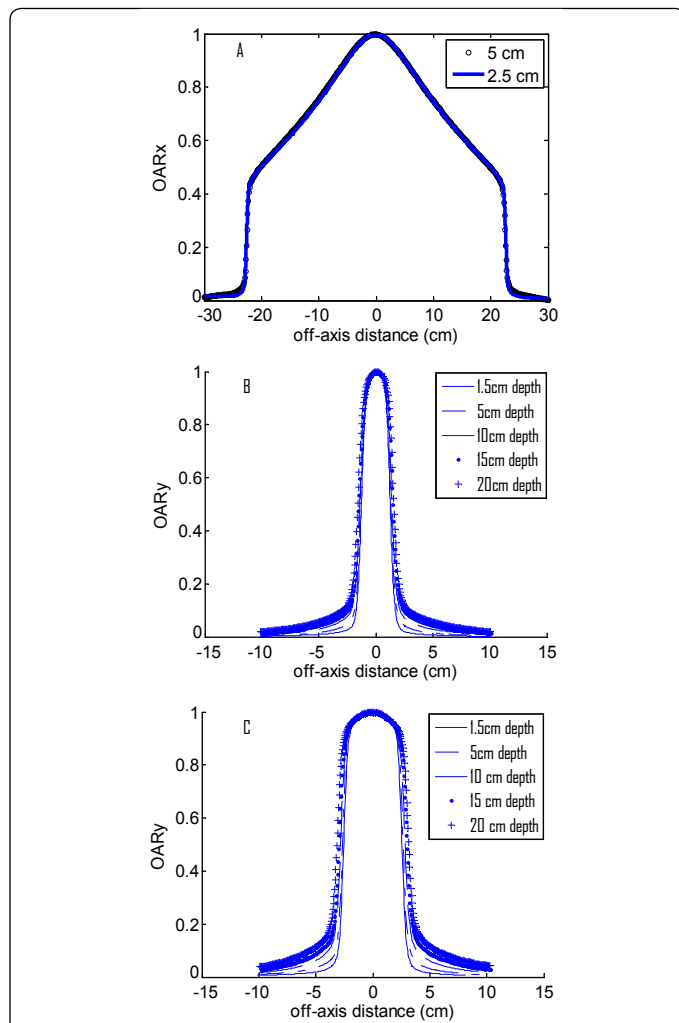 A
5 cm
2.5 cm
1
0.8
0.6
0.4
0.2
0
OARx
-30
-20
-10
0
10
20
30
off-axis distance (cm)
B
1.5cm depth
5cm depth
10cm depth
15cm depth
20cm depth
1
0.8
0.6
0.4
0.2
0
OARy
-15
-10
-5
0
5
10
15
off-axis distance (cm)
C
1.5cm depth
5cm depth
10 cm depth
15 cm depth
20 cm depth
1
0.8
0.6
0.4
0.2
0
OARy
-15
-10
-5
0
5
10
15
off-axis distance (cm)